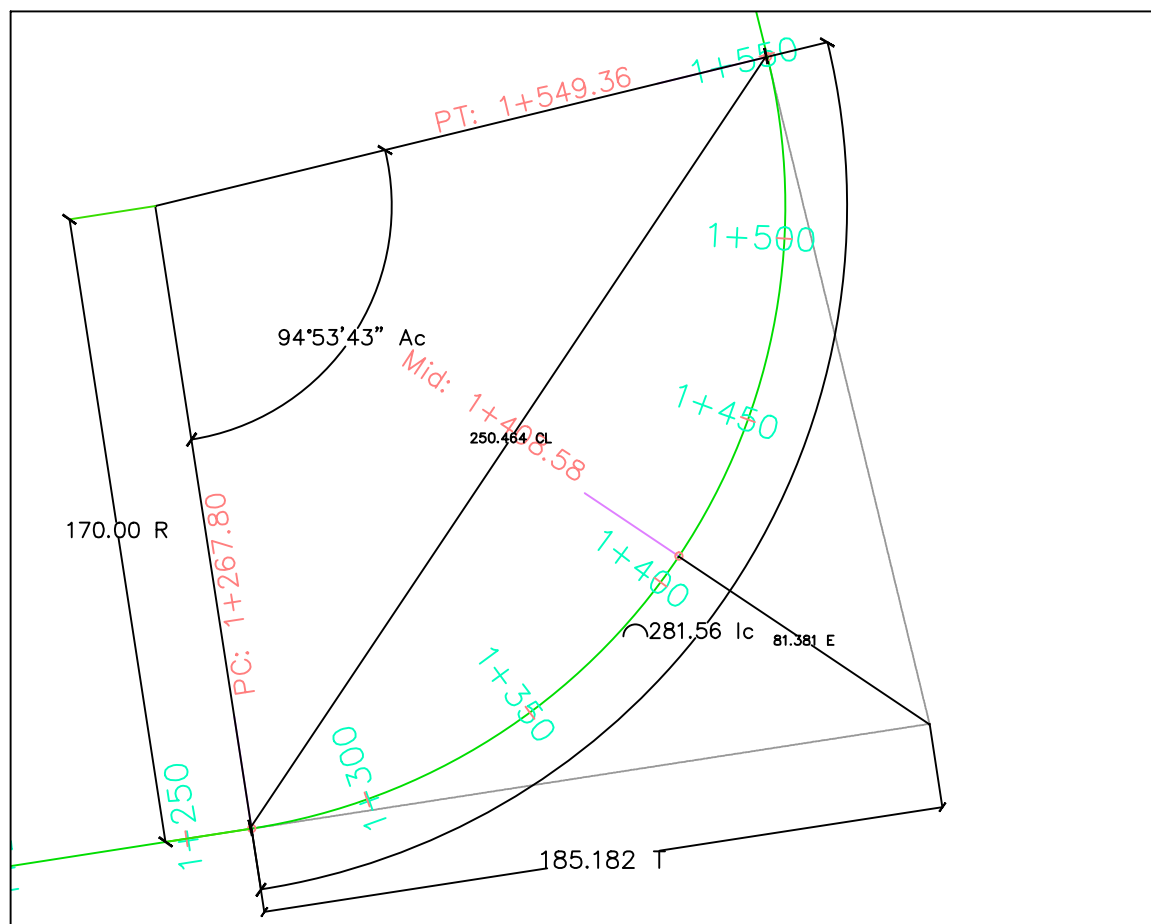 1+550
PT: 1+549.36
1+500
94°53'43" Ac
Mid: 1+408.58
1+450
250.464 CL
170.00 R
PC: 1+267.80
1+400
281.56 lc
81.381 E
1+350
1+300
1+250
185.182 T